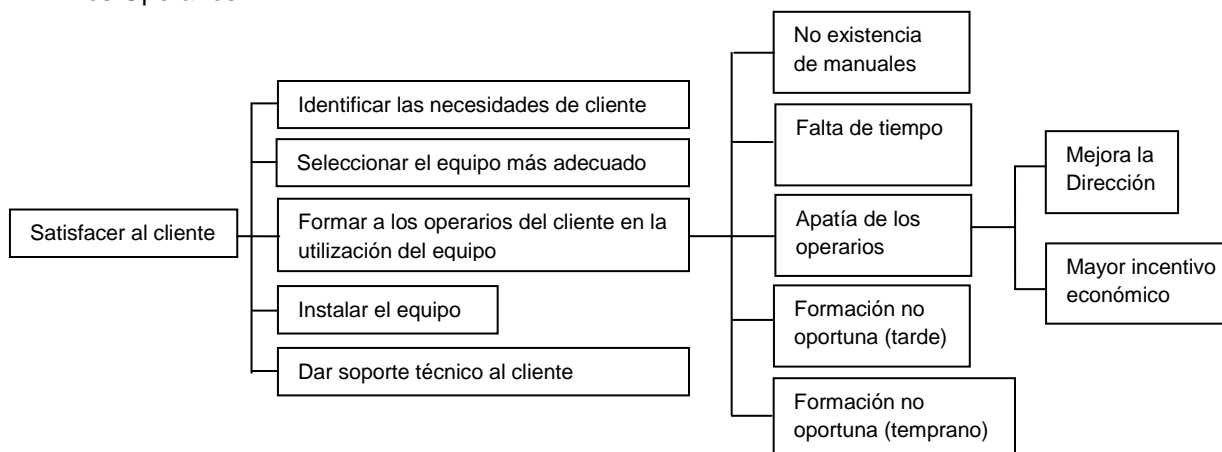 Satisfacer al cliente
Identificar las necesidades de cliente
Seleccionar el equipo más adecuado
Formar a los operarios del cliente en la
utilización del equipo
Instalar el equipo
Dar soporte técnico al cliente
No existencia
de manuales
Falta de tiempo
Apatía de los
operarios
Formación no
oportuna (tarde)
Formación no
oportuna (temprano)
Mejora la
Dirección
Mayor incentivo
económico